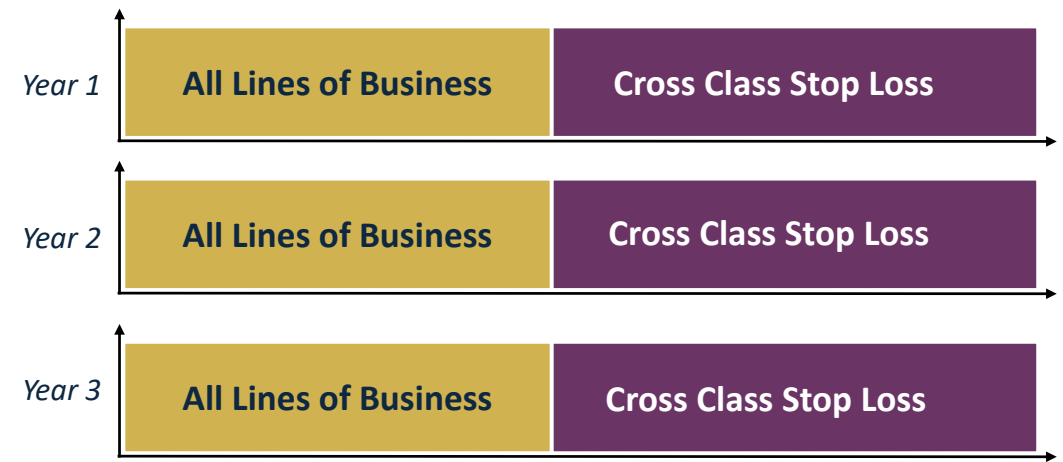 Year 1
All Lines of Business
Cross Class Stop Loss
Year 2
All Lines of Business
Cross Class Stop Loss
Year 3
All Lines of Business
Cross Class Stop Loss